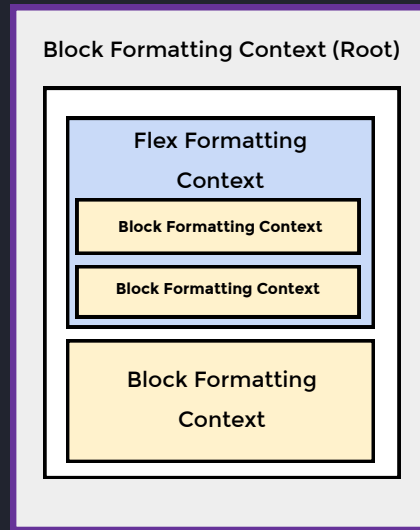 Block Formatting Context (Root)
Flex Formatting
Context
Block Formatting Context
Block Formatting Context
Block Formatting
Context